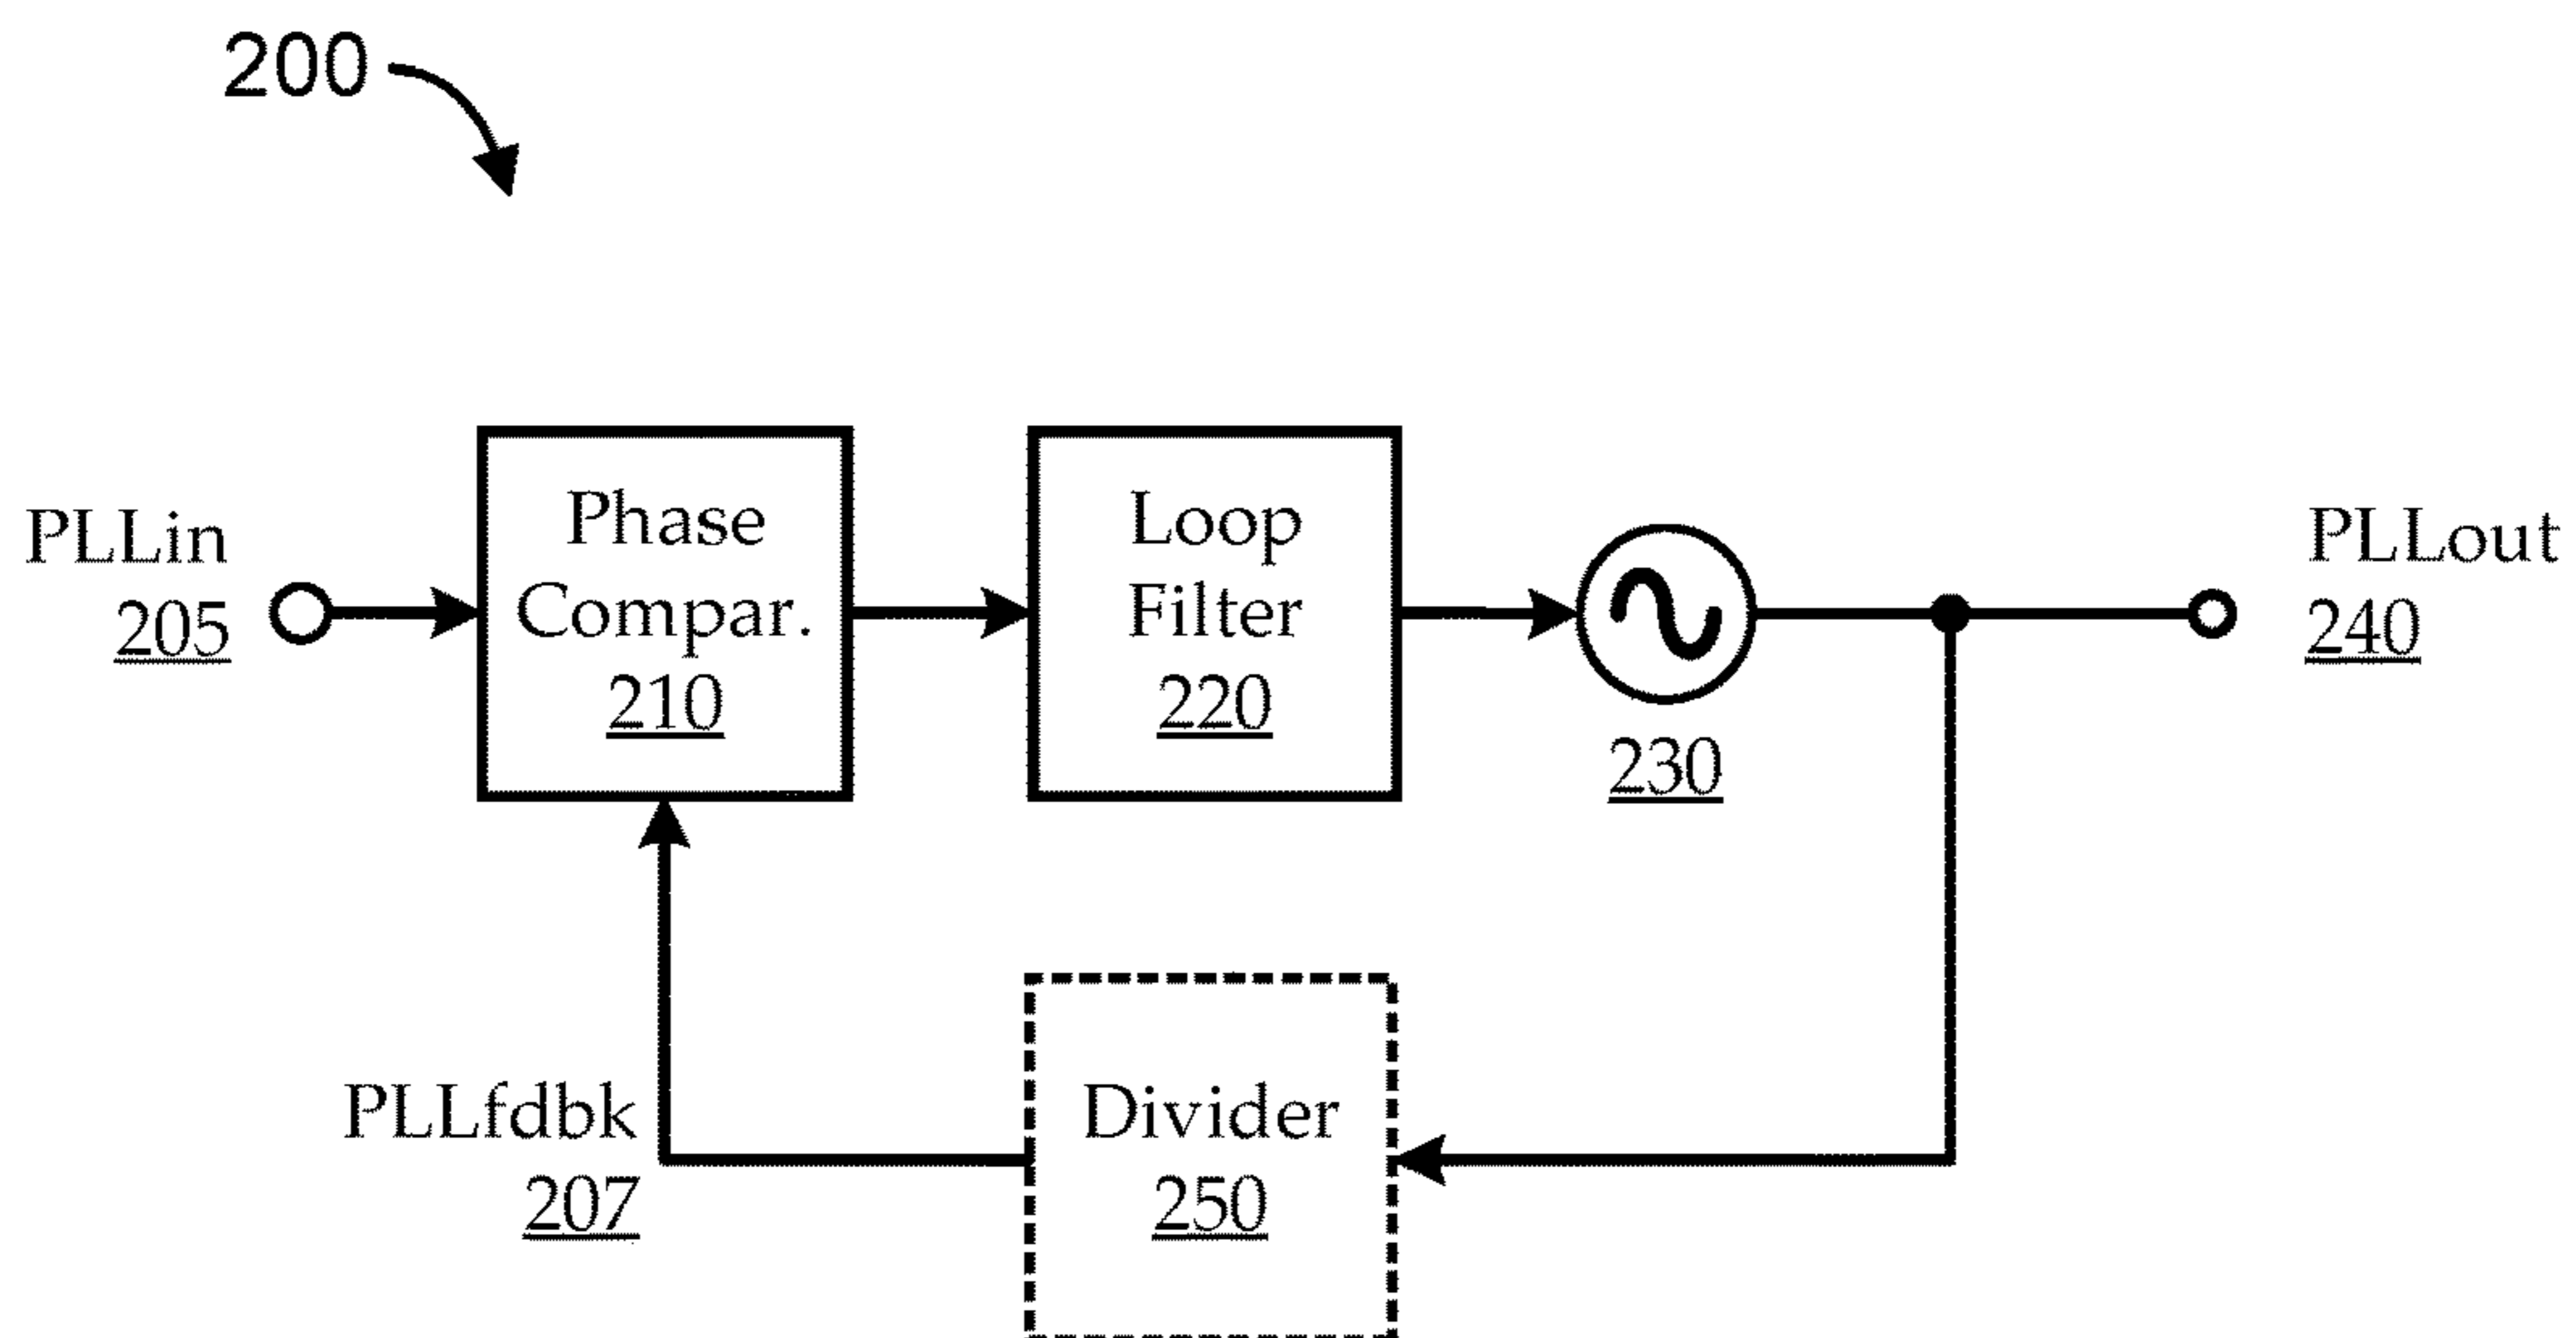 200
PLLin
205
Phase
Compar.
210
Loop
Filter
220
230
PLLout
240
PLLfdbk
207
Divider
250